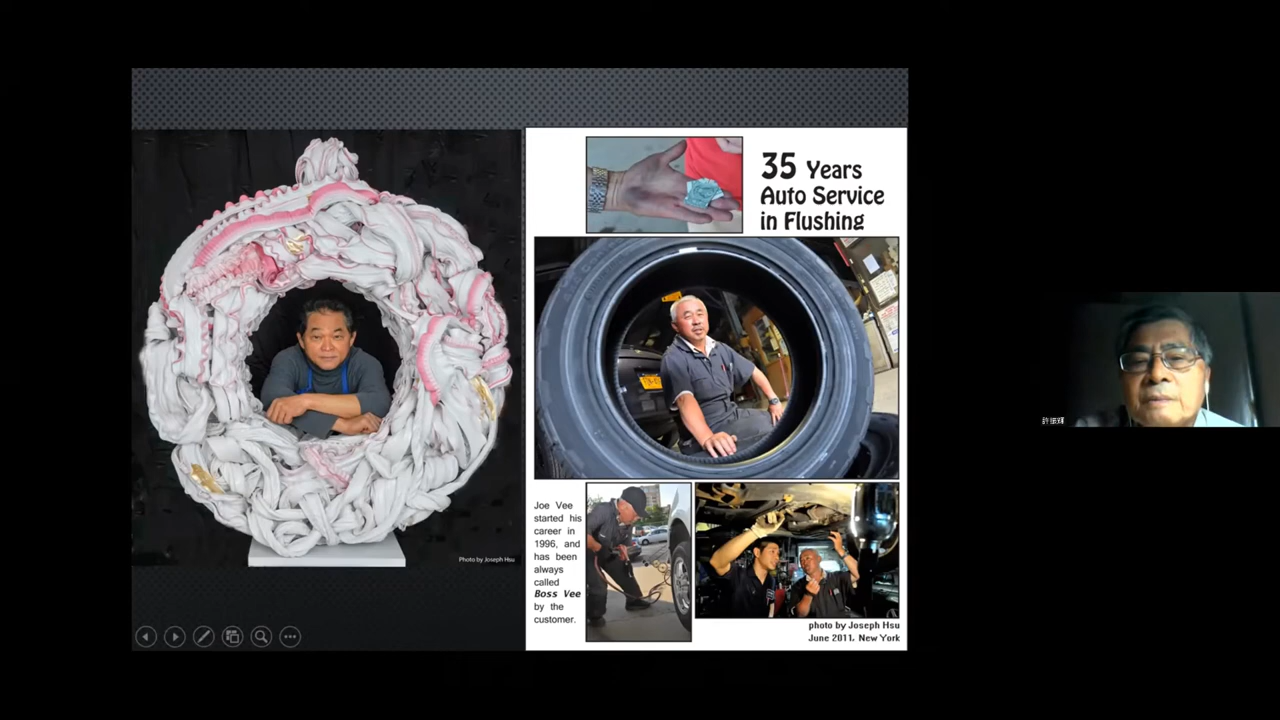 35 Years
Auto Service
in Flushing
Joe Vee
started his
career in
1996, and
has been
always
called
Boss Vee
by the
customer.
Photo by Joseph Hsu
photo by Joseph Hsu
June 2011, New York